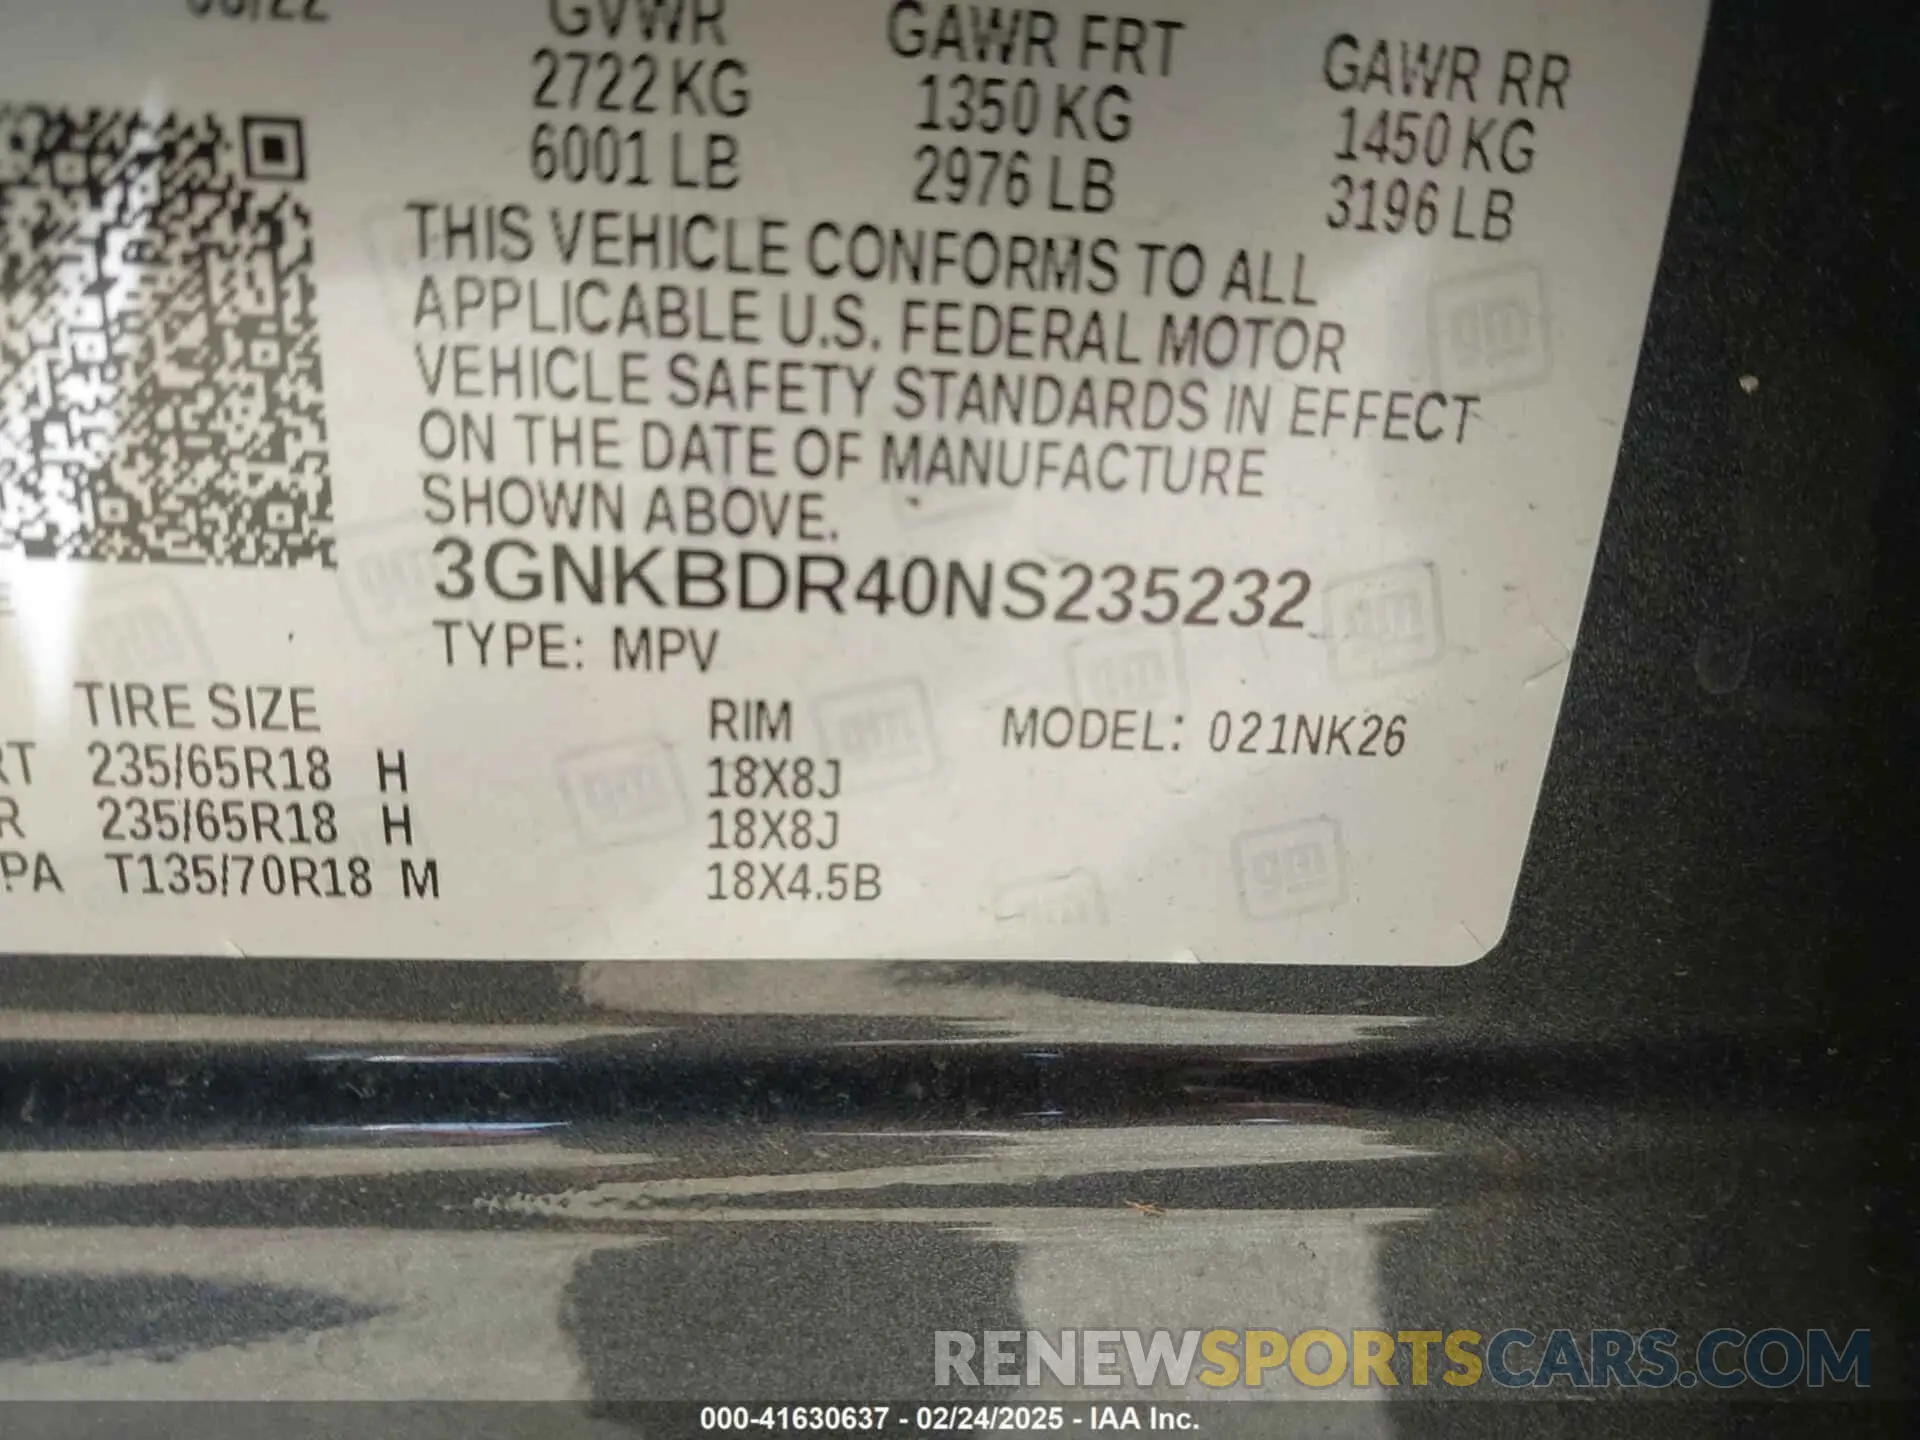 GVWR GAWR FRT GAWR RR
2722 KG 1350 KG 1450 KG
6001 LB 2976 LB 3196 LB
THIS VEHICLE CONFORMS TO ALL
APPLICABLE U.S. FEDERAL MOTOR
VEHICLE SAFETY STANDARDS IN EFFECT
ON THE DATE OF MANUFACTURE
SHOWN ABOVE.
3GNKBDR40NS235232
TYPE: MPV
TIRE SIZE RIM MODEL: 021NK26
RT 235/65R18 H 18X8J
R 235/65R18 H 18X8J
PA T135/70R18 M 18X4.5B
gm
RENEWSPORTSCARS.COM
000-41630637 - 02/24/2025 - IAA Inc.